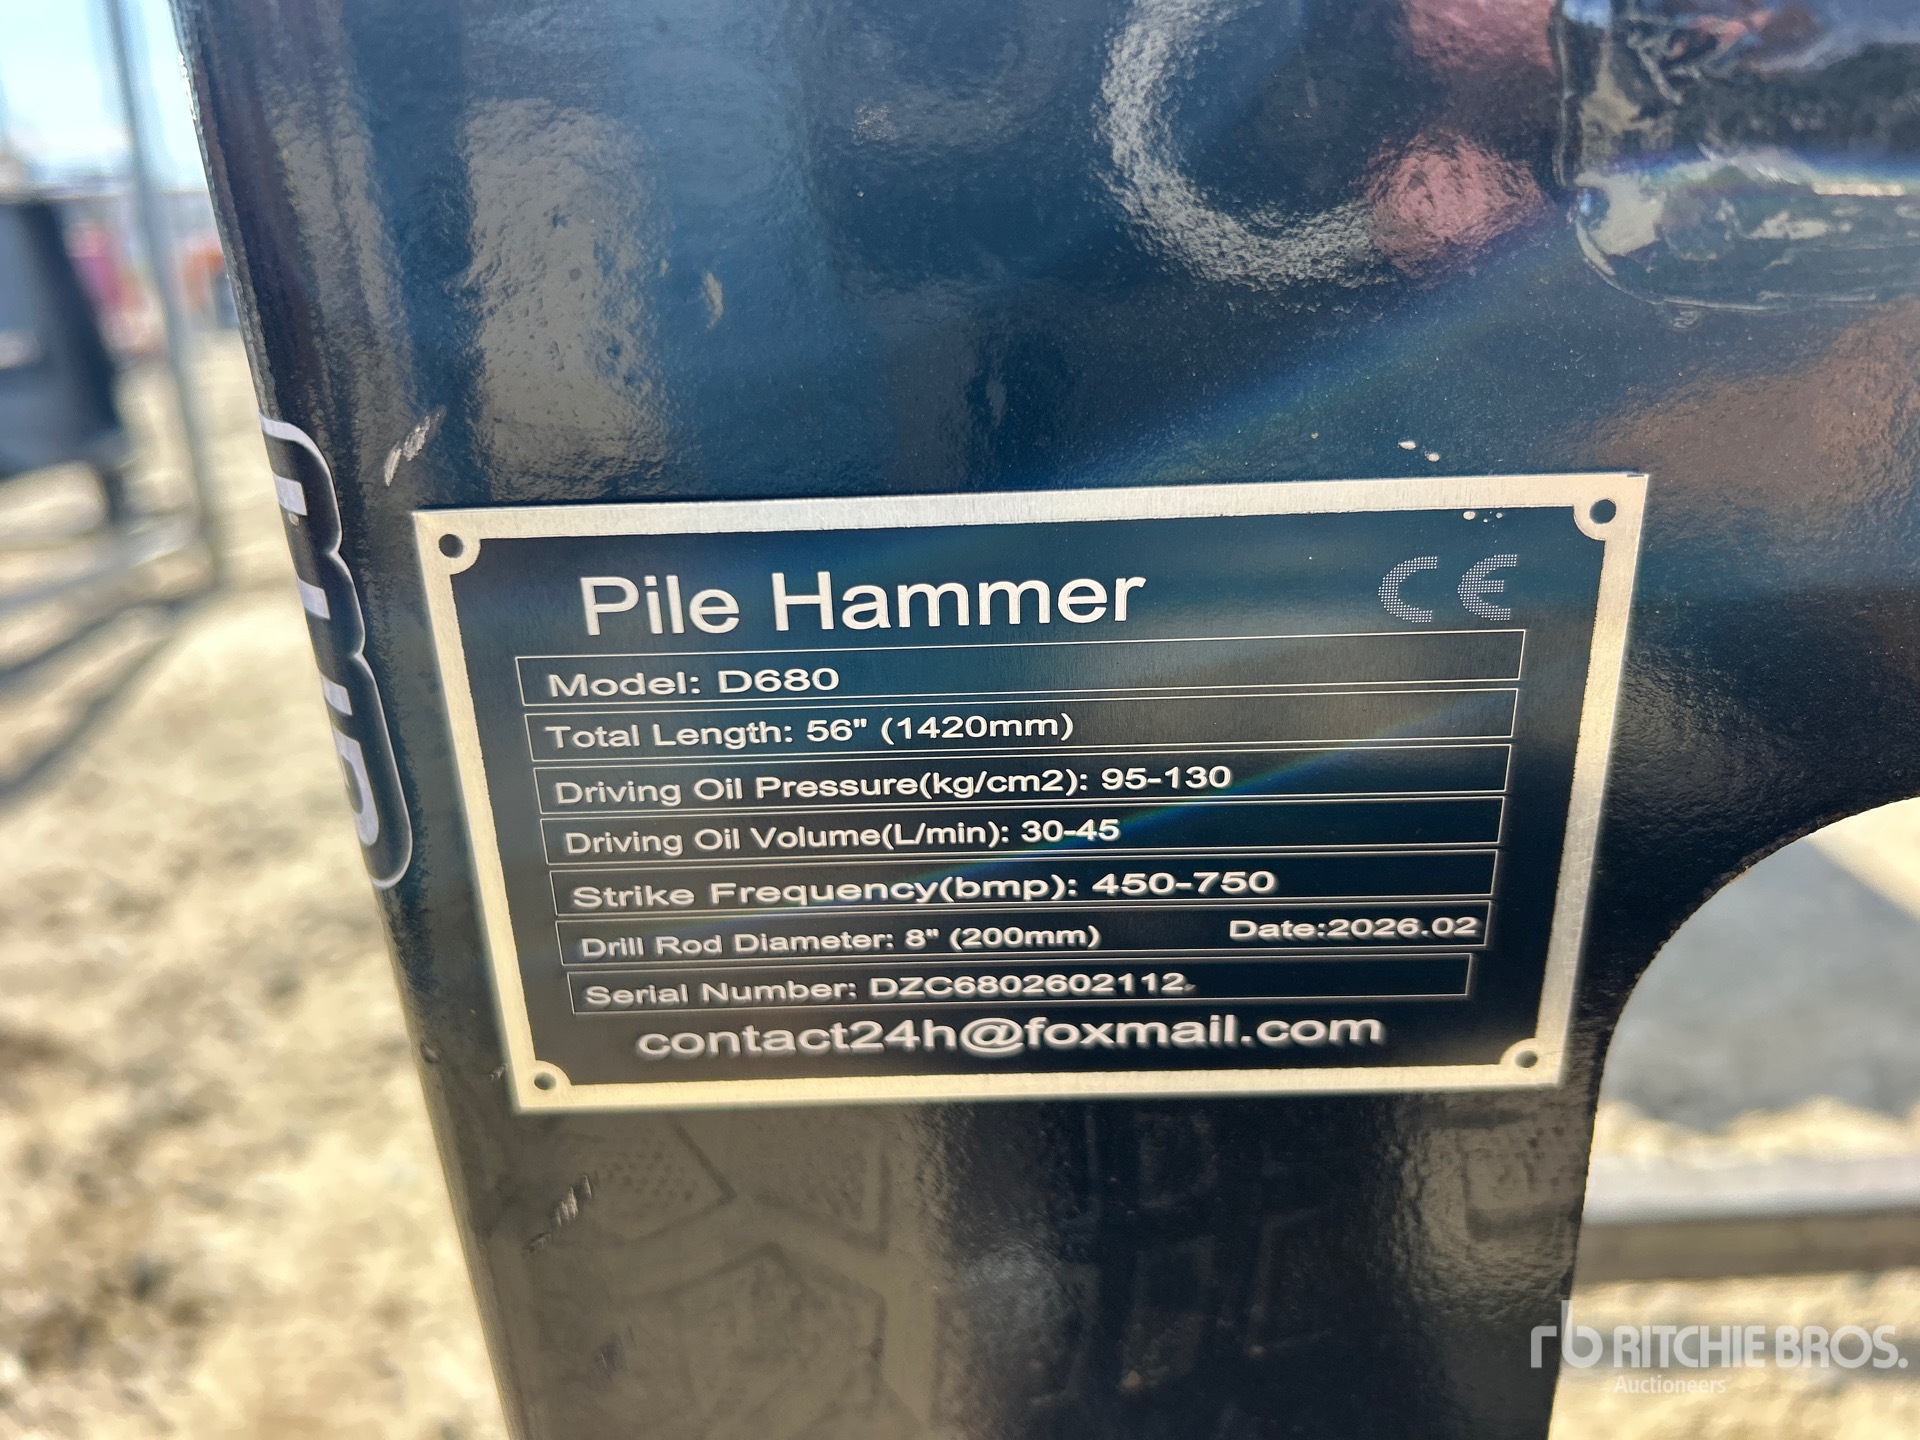 Pile Hammer CE
Model: D680
Total Length: 56" (1420mm)
Driving Oil Pressure(kg/cm2): 95-130
Driving Oil Volume(L/min): 30-45
Strike Frequency(bmp): 450-750
Drill Rod Diameter: 8" (200mm) Date:2026.02
Serial Number: DZC6802602112
contact24h@foxmail.com
rb RITCHIE BROS.
Auctioneers